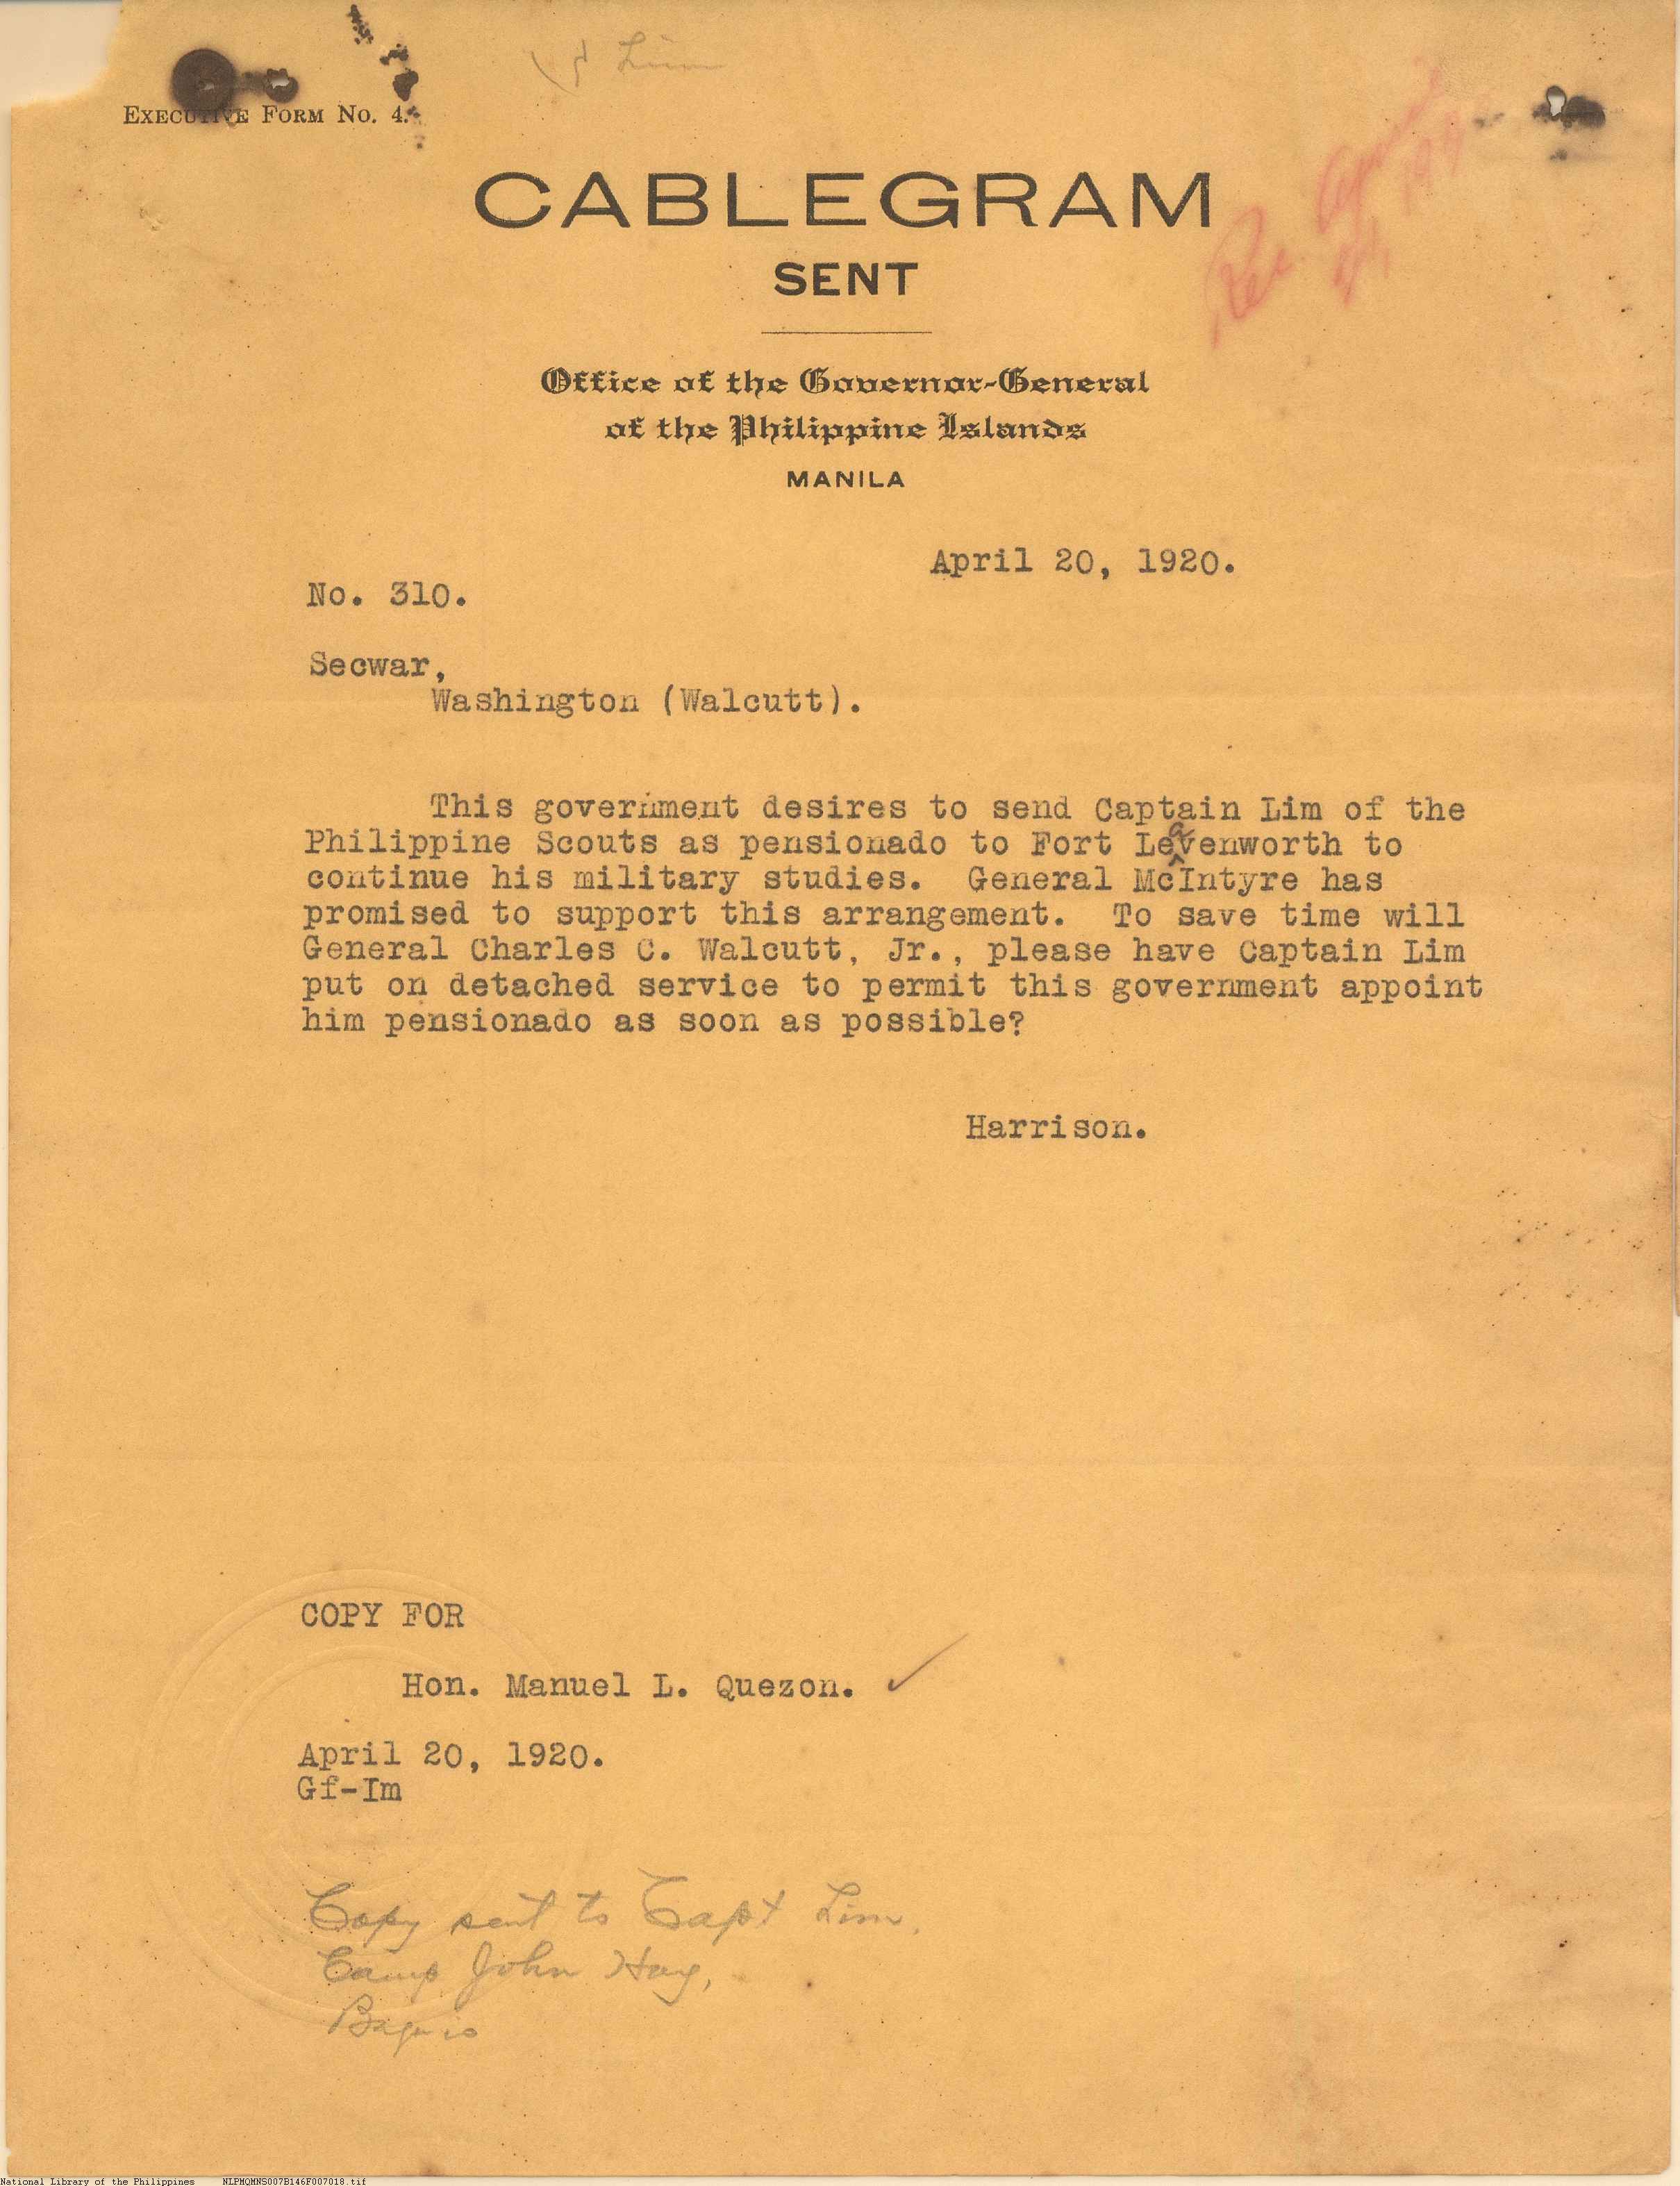 Lim
EXECUTIVE FORM No. 4.
CABLEGRAM
SENT
Office of the Governor-General
of the Philippine Islands
MANILA
April 20, 1920.
No. 310.
Secwar,
Washington (Walcutt).
This government desires to send Captain Lim of the
Philippine Scouts as pensionado to Fort Leavenworth to
continue his military studies. General McIntyre has
promised to support this arrangement. To save time will
General Charles C. Walcutt, Jr., please have Captain Lim
put on detached service to permit this government appoint
him pensionado as soon as possible?
Harrison.
COPY FOR
Hon. Manuel L. Quezon. ✓
April 20, 1920.
Gf-Im
Copy sent to Capt Lim,
Camp John Hay,
Baguio
National Library of the Philippines NLPMQMNS007B146F007018.tif